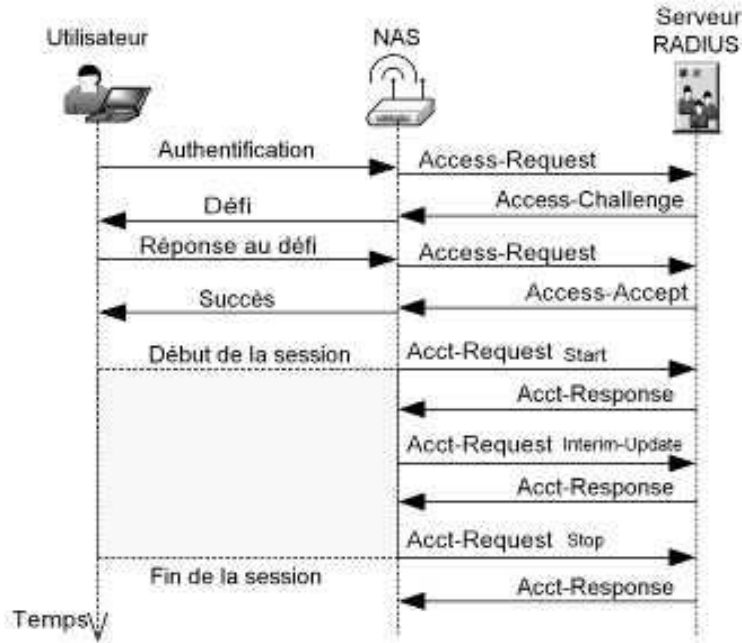 Utilisateur
NAS
Serveur
RADIUS
Authentification
Access-Request
Défi
Access-Challenge
Réponse au défi
Access-Request
Succès
Access-Accept
Début de la session
Acct-Request Start
Acct-Response
Acct-Request Interim-Update
Acct-Response
Acct-Request Stop
Fin de la session
Acct-Response
Temps